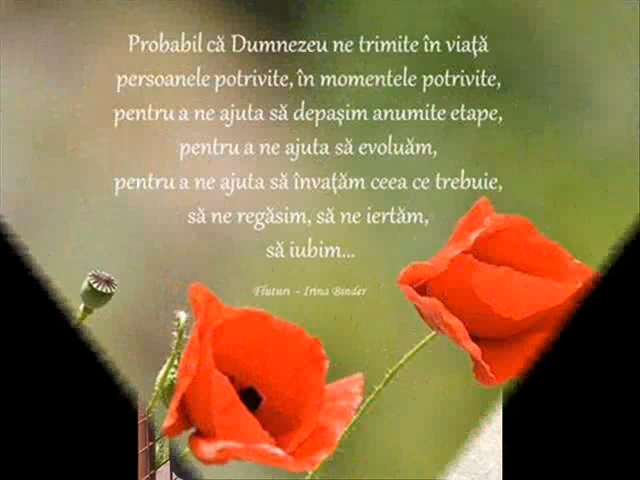 Probabil că Dumnezeu ne trimite în viață
persoanele potrivite, în momentele potrivite,
pentru a ne ajuta să depașim anumite etape,
pentru a ne ajuta să evoluăm,
pentru a ne ajuta să învațăm ceea ce trebuie,
să ne regăsim, să ne iertăm,
să iubim...
Fluturi - Irina Binder